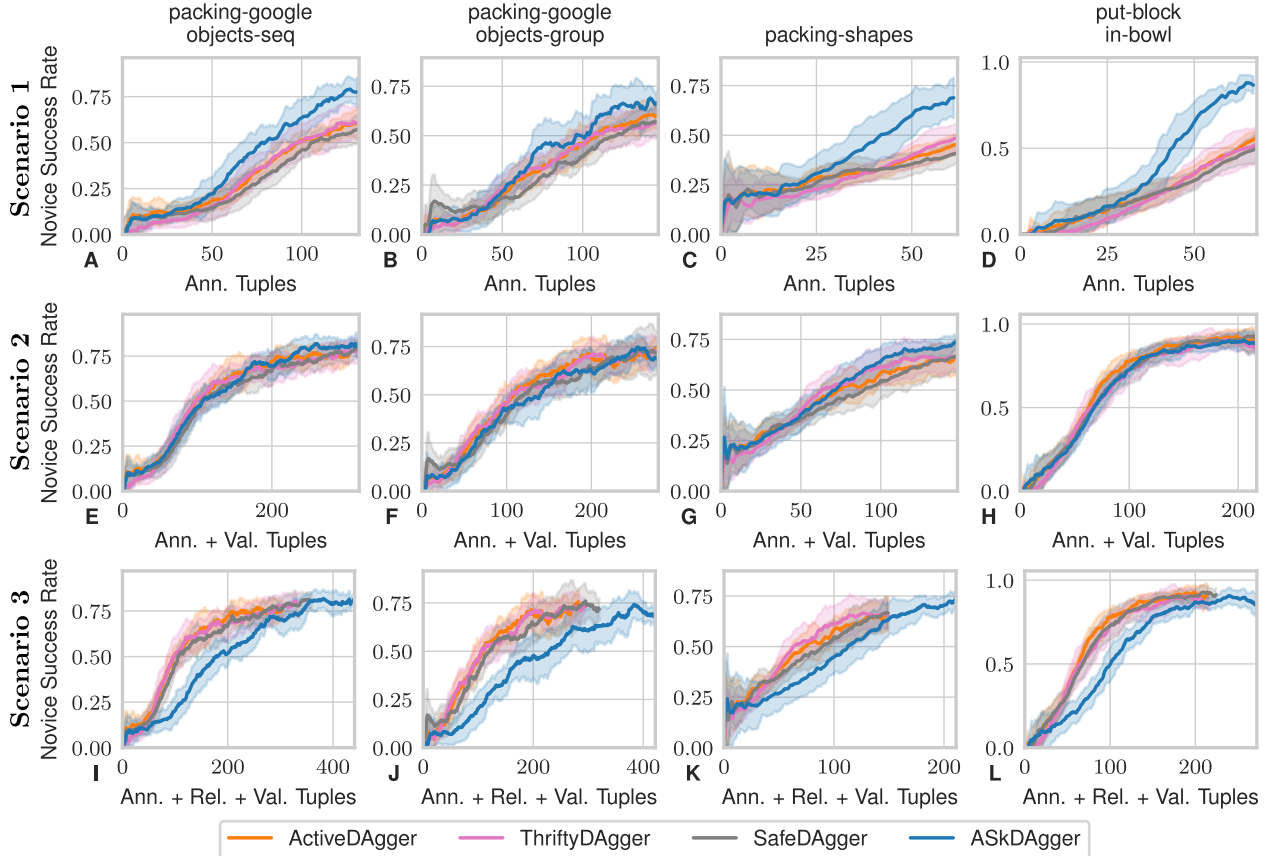 packing-google
objects-seq
packing-google
objects-group
packing-shapes
put-block
in-bowl
Scenario 1
Novice Success Rate
0.75
0.50
0.25
0.00
0 50 100
A
Ann. Tuples
0.75
0.50
0.25
0.00
0 50 100
B
Ann. Tuples
0.75
0.50
0.25
0.00
0 25 50
C
Ann. Tuples
1.0
0.5
0.0
0 25 50
D
Ann. Tuples
Scenario 2
Novice Success Rate
0.75
0.50
0.25
0.00
0 200
E
Ann. + Val. Tuples
0.75
0.50
0.25
0.00
0 100 200
F
Ann. + Val. Tuples
0.75
0.50
0.25
0.00
0 50 100
G
Ann. + Val. Tuples
1.0
0.5
0.0
0 100 200
H
Ann. + Val. Tuples
Scenario 3
Novice Success Rate
0.75
0.50
0.25
0.00
0 200 400
I
Ann. + Rel. + Val. Tuples
0.75
0.50
0.25
0.00
0 200 400
J
Ann. + Rel. + Val. Tuples
0.75
0.50
0.25
0.00
0 100 200
K
Ann. + Rel. + Val. Tuples
1.0
0.5
0.0
0 100 200
L
Ann. + Rel. + Val. Tuples
ActiveDAgger ThriftyDAgger SafeDAgger ASkDAgger